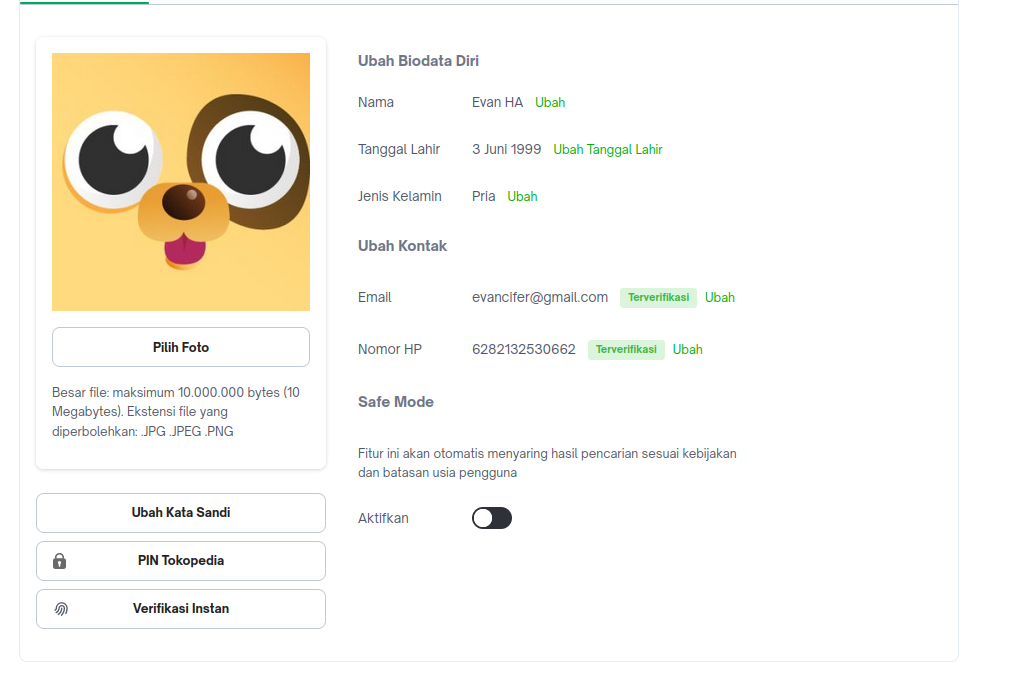 Pilih Foto
Besar file: maksimum 10.000.000 bytes (10
Megabytes). Ekstensi file yang
diperbolehkan: .JPG .JPEG .PNG
Ubah Kata Sandi
PIN Tokopedia
Verifikasi Instan
Ubah Biodata Diri
Nama Evan HA Ubah
Tanggal Lahir 3 Juni 1999 Ubah Tanggal Lahir
Jenis Kelamin Pria Ubah
Ubah Kontak
Email evancifer@gmail.com Terverifikasi Ubah
Nomor HP 6282132530662 Terverifikasi Ubah
Safe Mode
Fitur ini akan otomatis menyaring hasil pencarian sesuai kebijakan
dan batasan usia pengguna
Aktifkan